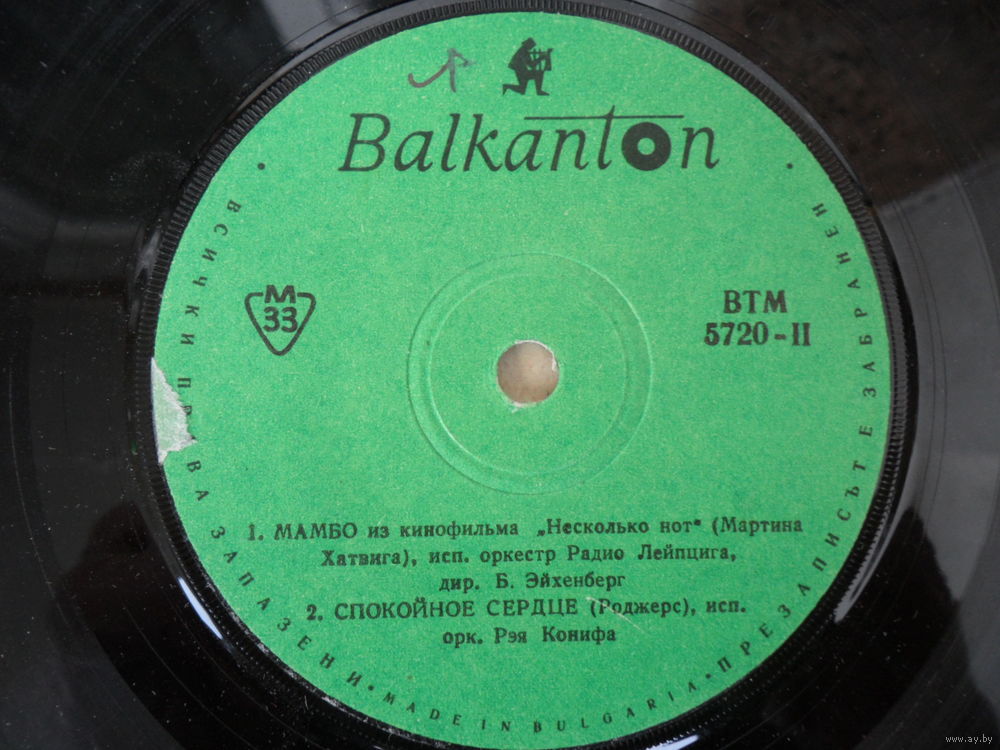 Balkanton
M
33
ВТМ
5720-II
1. МАМБО из кинофильма „Несколько нот“ (Мартина
Хатвига), исп. оркестр Радио Лейпцига,
дир. Б. Эйхенберг
2. СПОКОЙНОЕ СЕРДЦЕ (Роджерс), исп.
орк. Рэя Конифа
ВСИЧКИ ПРАВА ЗАПАЗЕНИ • MADE IN BULGARIA • ПРЕЗАПИСЪТ Е ЗАБРАНЕН
www.ay.by